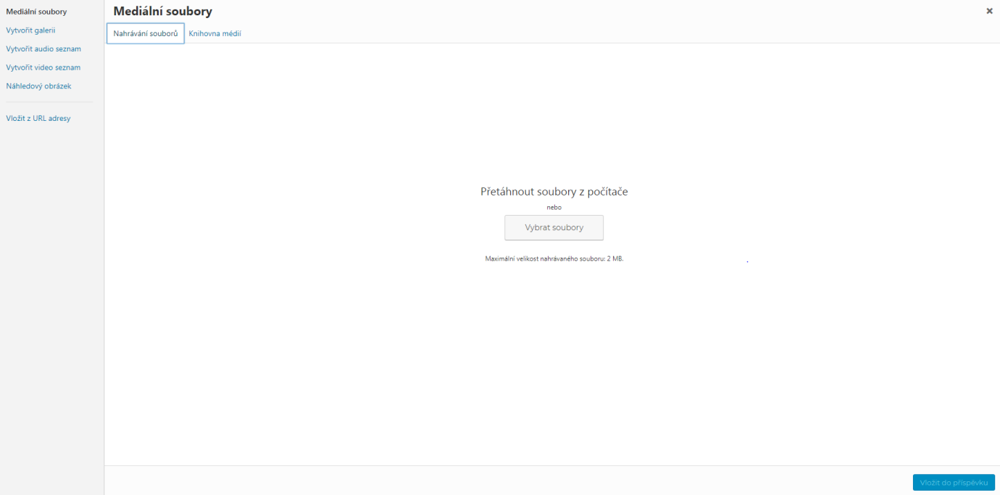 Mediální soubory
Vytvořit galerii
Vytvořit audio seznam
Vytvořit video seznam
Náhledový obrázek
Vložit z URL adresy
Mediální soubory
Nahrávání souborů Knihovna médií
Přetáhnout soubory z počítače
nebo
Vybrat soubory
Maximální velikost nahrávaného souboru: 2 MB.
Vložit do příspěvku